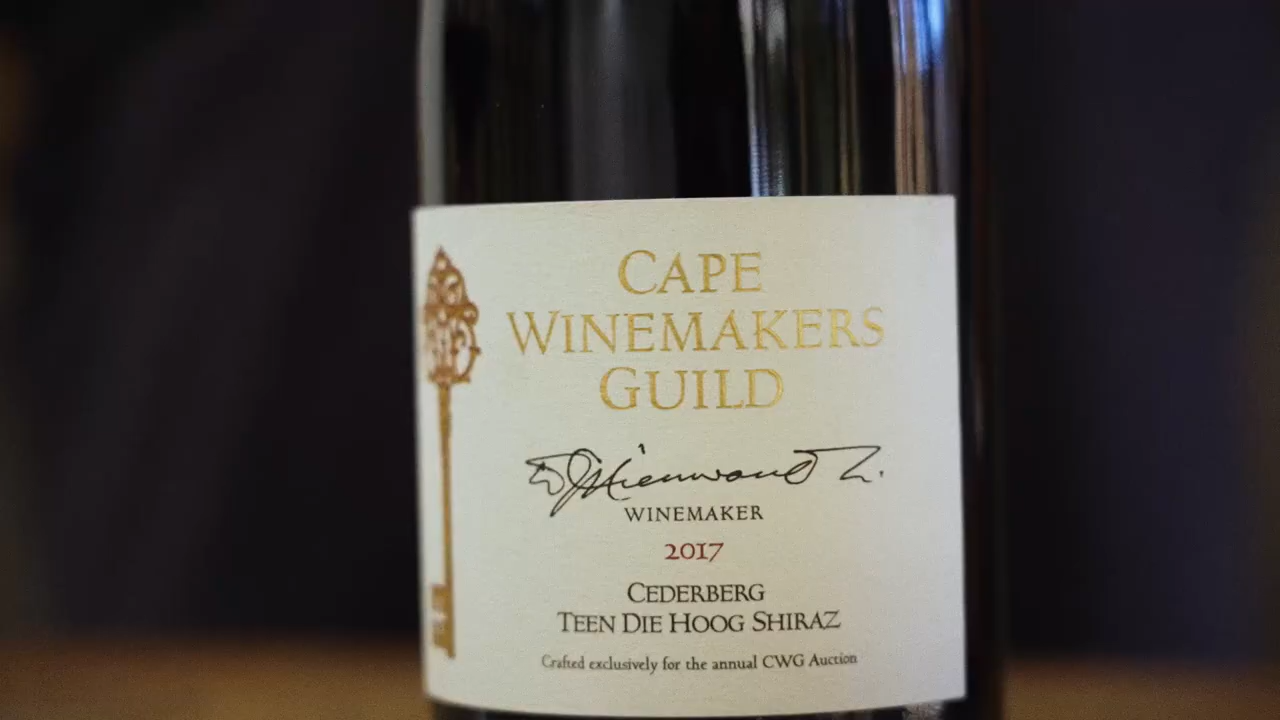 CAPE
WINEMAKERS
GUILD
WINEMAKER
2017
CEDERBERG
TEEN DIE HOOG SHIRAZ
Crafted exclusively for the annual CWG Auction